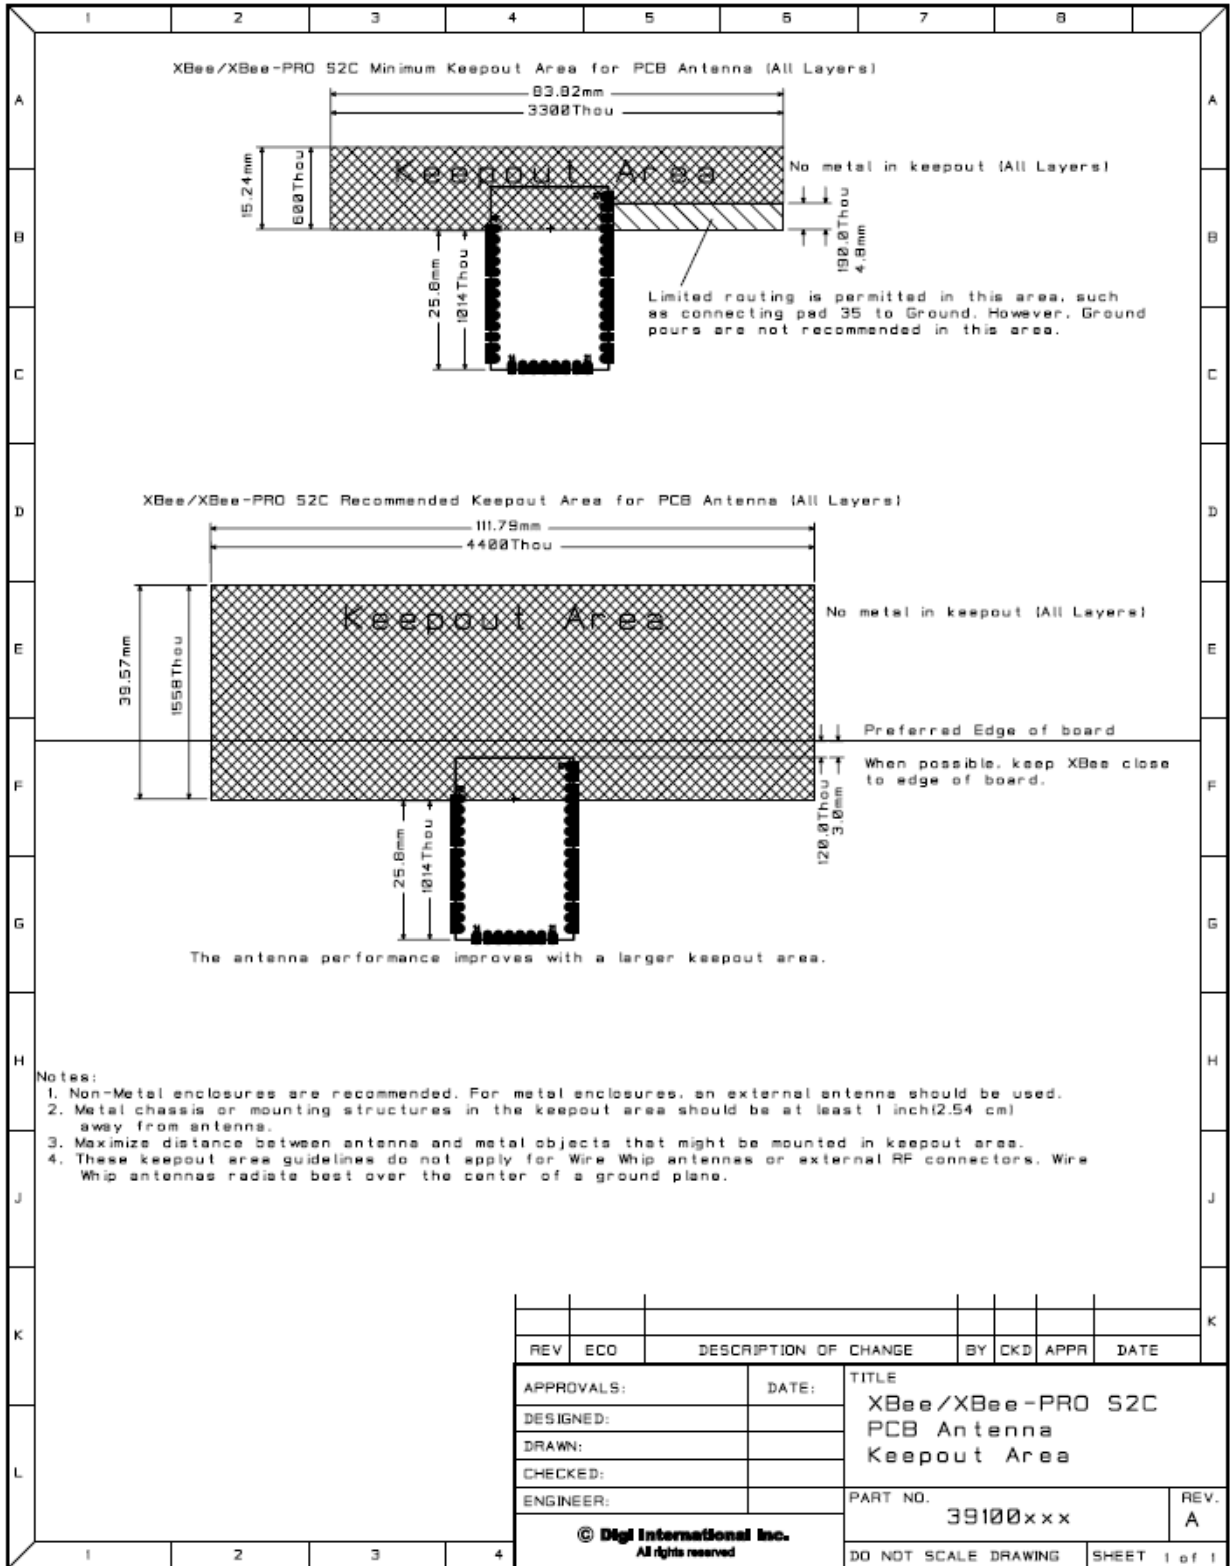 1 2 3 4 5 6 7 8
XBee/XBee-PRO S2C Minimum Keepout Area for PCB Antenna (All Layers)
A A
83.82mm
3300Thou
Keepout Area
No metal in keepout (All Layers)
15.24mm
600Thou
190.0Thou
4.8mm
B B
25.8mm
1014Thou
Limited routing is permitted in this area, such
as connecting pad 35 to Ground. However, Ground
pours are not recommended in this area.
C C
XBee/XBee-PRO S2C Recommended Keepout Area for PCB Antenna (All Layers)
D D
111.79mm
4400Thou
Keepout Area
No metal in keepout (All Layers)
E E
39.57mm
1558Thou
Preferred Edge of board
When possible, keep XBee close
to edge of board.
F F
120.0Thou
3.0mm
25.8mm
1014Thou
G G
The antenna performance improves with a larger keepout area.
H H
Notes:
1. Non-Metal enclosures are recommended. For metal enclosures, an external antenna should be used.
2. Metal chassis or mounting structures in the keepout area should be at least 1 inch(2.54 cm)
away from antenna.
3. Maximize distance between antenna and metal objects that might be mounted in keepout area.
4. These keepout area guidelines do not apply for Wire Whip antennas or external RF connectors. Wire
Whip antennas radiate best over the center of a ground plane.
J J
K K
REV ECO DESCRIPTION OF CHANGE BY CKD APPR DATE
APPROVALS: DATE:
TITLE
XBee/XBee-PRO S2C
PCB Antenna
Keepout Area
DESIGNED:
DRAWN:
CHECKED:
ENGINEER:
L
PART NO.
39100xxx
REV.
A
© Digi International Inc.
All rights reserved
DO NOT SCALE DRAWING SHEET 1 of 1
1 2 3 4